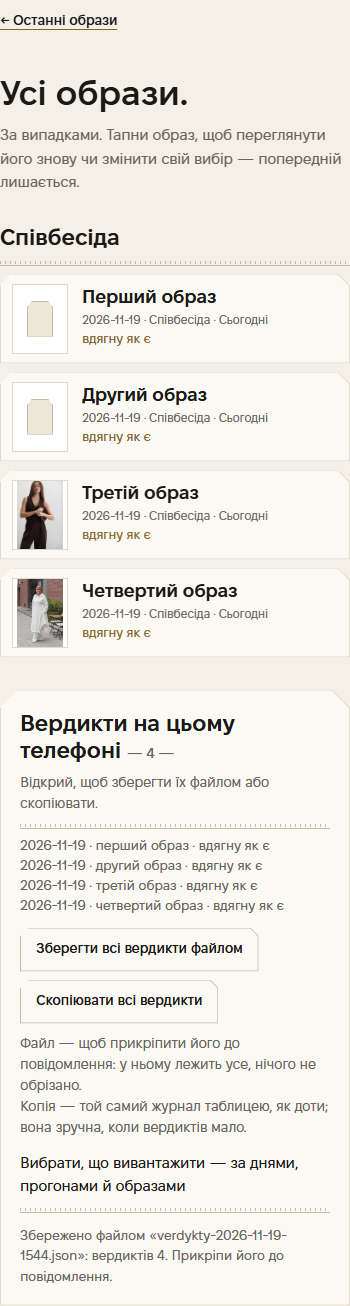 ← Останні образи
Усі образи.
За випадками. Тапни образ, щоб переглянути
його знову чи змінити свій вибір — попередній
лишається.
Співбесіда
Перший образ
2026-11-19 · Співбесіда · Сьогодні
вдягну як є
Другий образ
2026-11-19 · Співбесіда · Сьогодні
вдягну як є
Третій образ
2026-11-19 · Співбесіда · Сьогодні
вдягну як є
Четвертий образ
2026-11-19 · Співбесіда · Сьогодні
вдягну як є
Вердикти на цьому
телефоні — 4 —
Відкрий, щоб зберегти їх файлом або
скопіювати.
2026-11-19 · перший образ · вдягну як є
2026-11-19 · другий образ · вдягну як є
2026-11-19 · третій образ · вдягну як є
2026-11-19 · четвертий образ · вдягну як є
Зберегти всі вердикти файлом
Скопіювати всі вердикти
Файл — щоб прикріпити його до
повідомлення: у ньому лежить усе, нічого не
обрізано.
Копія — той самий журнал таблицею, як доти;
вона зручна, коли вердиктів мало.
Вибрати, що вивантажити — за днями,
прогонами й образами
Збережено файлом «verdykty-2026-11-19-
1544.json»: вердиктів 4. Прикріпи його до
повідомлення.